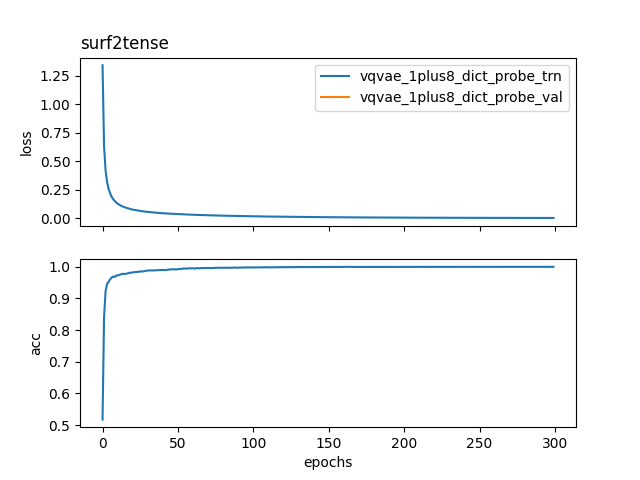 surf2tense
1.25
1.00
0.75
0.50
0.25
0.00
loss
vqvae_1plus8_dict_probe_trn
vqvae_1plus8_dict_probe_val
1.0
0.9
0.8
0.7
0.6
0.5
acc
0 50 100 150 200 250 300
epochs